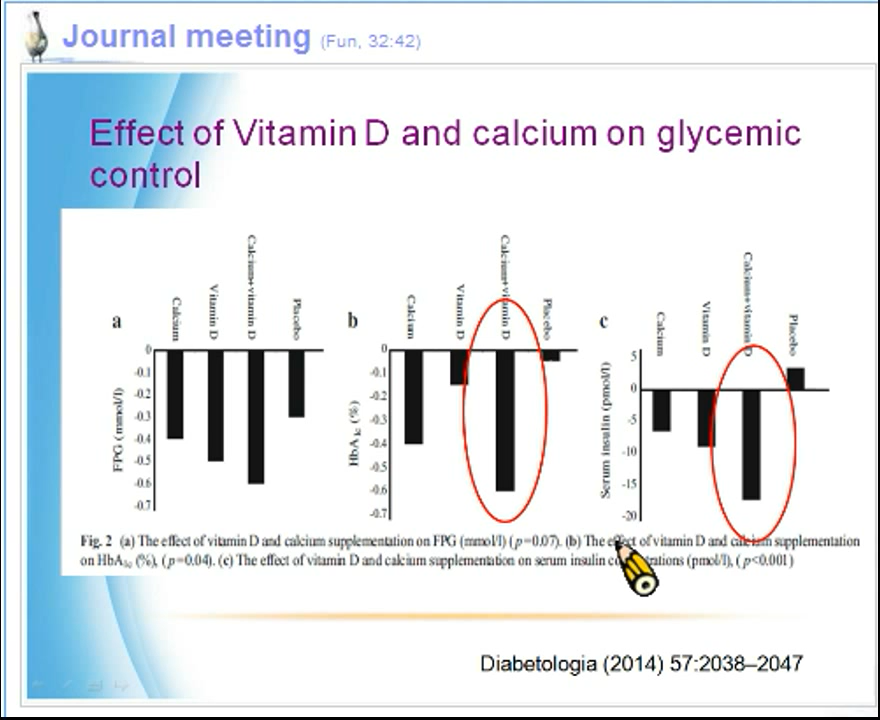 Journal meeting (Fun, 32:42)
Effect of Vitamin D and calcium on glycemic
control
a
Calcium
Vitamin D
Calcium+vitamin D
Placebo
FPG (mmol/l)
0
-0.1
-0.2
-0.3
-0.4
-0.5
-0.6
-0.7
b
Calcium
Vitamin D
Calcium+vitamin D
Placebo
HbA1c (%)
0
-0.1
-0.2
-0.3
-0.4
-0.5
-0.6
-0.7
c
Calcium
Vitamin D
Calcium+vitamin D
Placebo
Serum insulin (pmol/l)
5
0
-5
-10
-15
-20
Fig. 2 (a) The effect of vitamin D and calcium supplementation on FPG (mmol/l) (p=0.07). (b) The effect of vitamin D and calcium supplementation
on HbA1c (%), (p=0.04). (c) The effect of vitamin D and calcium supplementation on serum insulin concentrations (pmol/l), (p<0.001)
Diabetologia (2014) 57:2038–2047